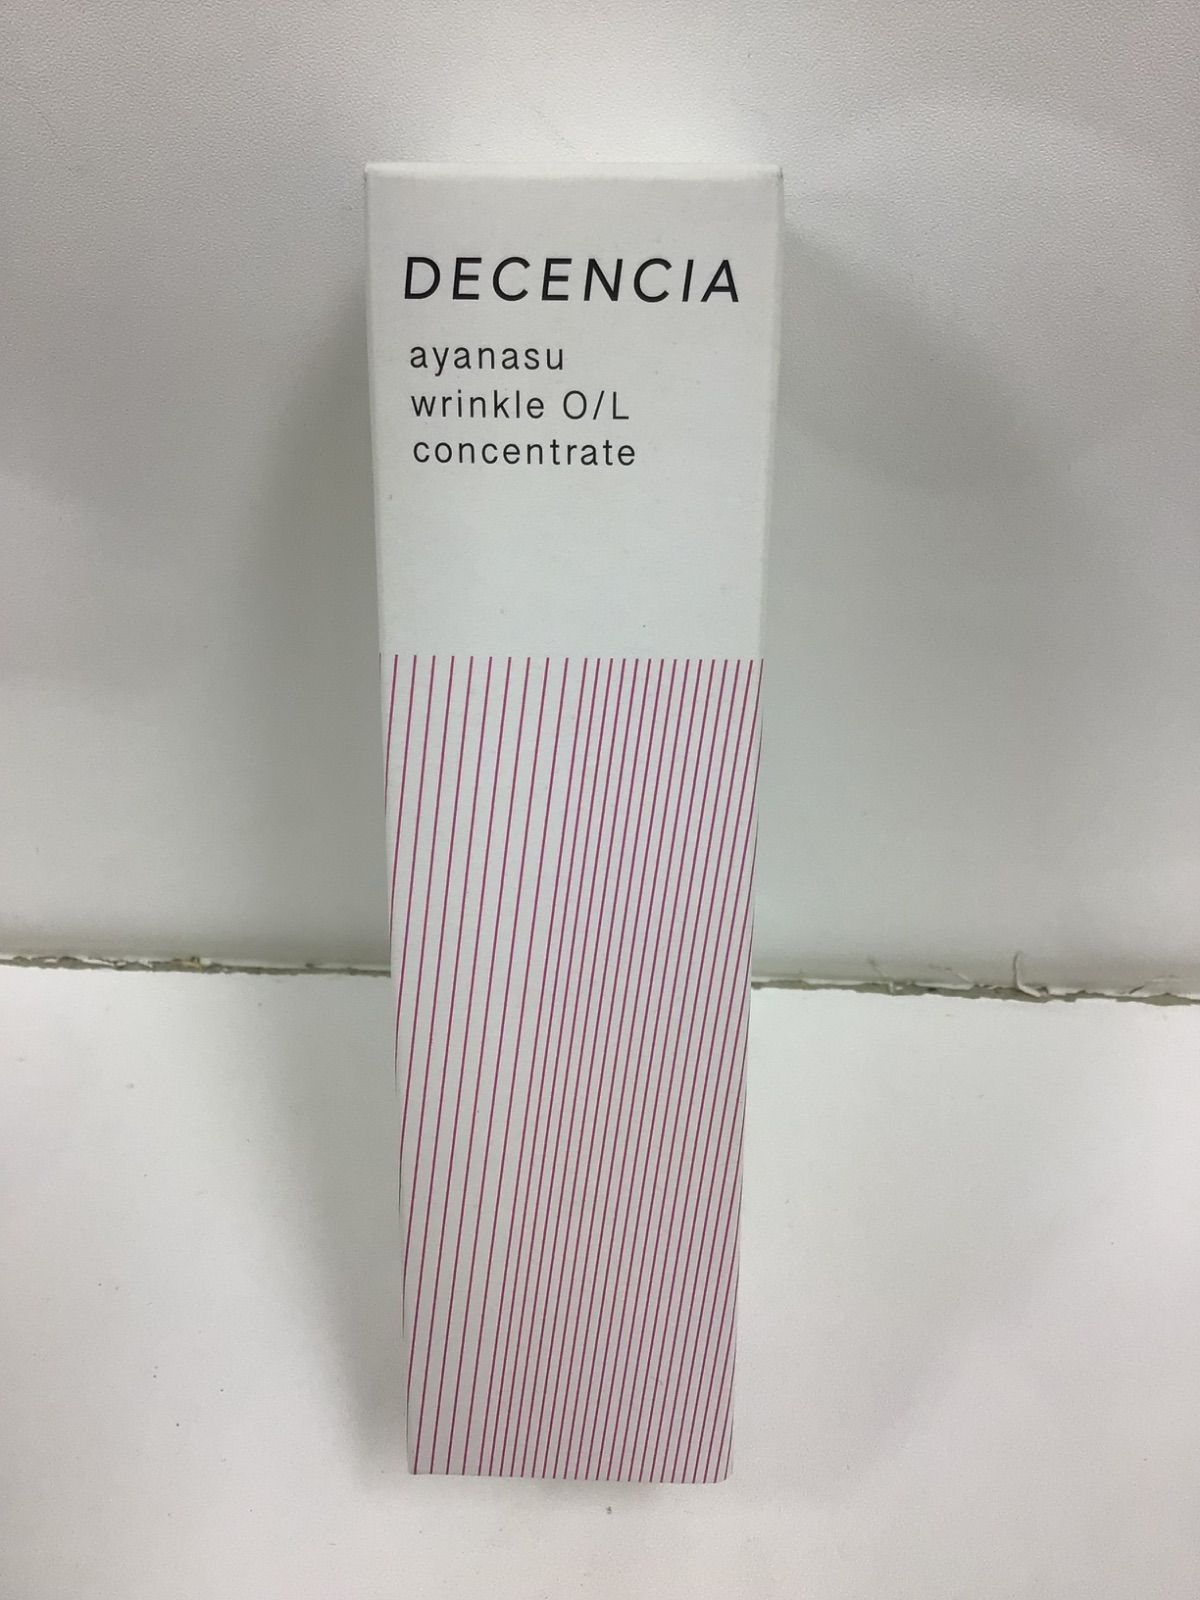 DECENCIA
ayanasu
wrinkle O/L
concentrate